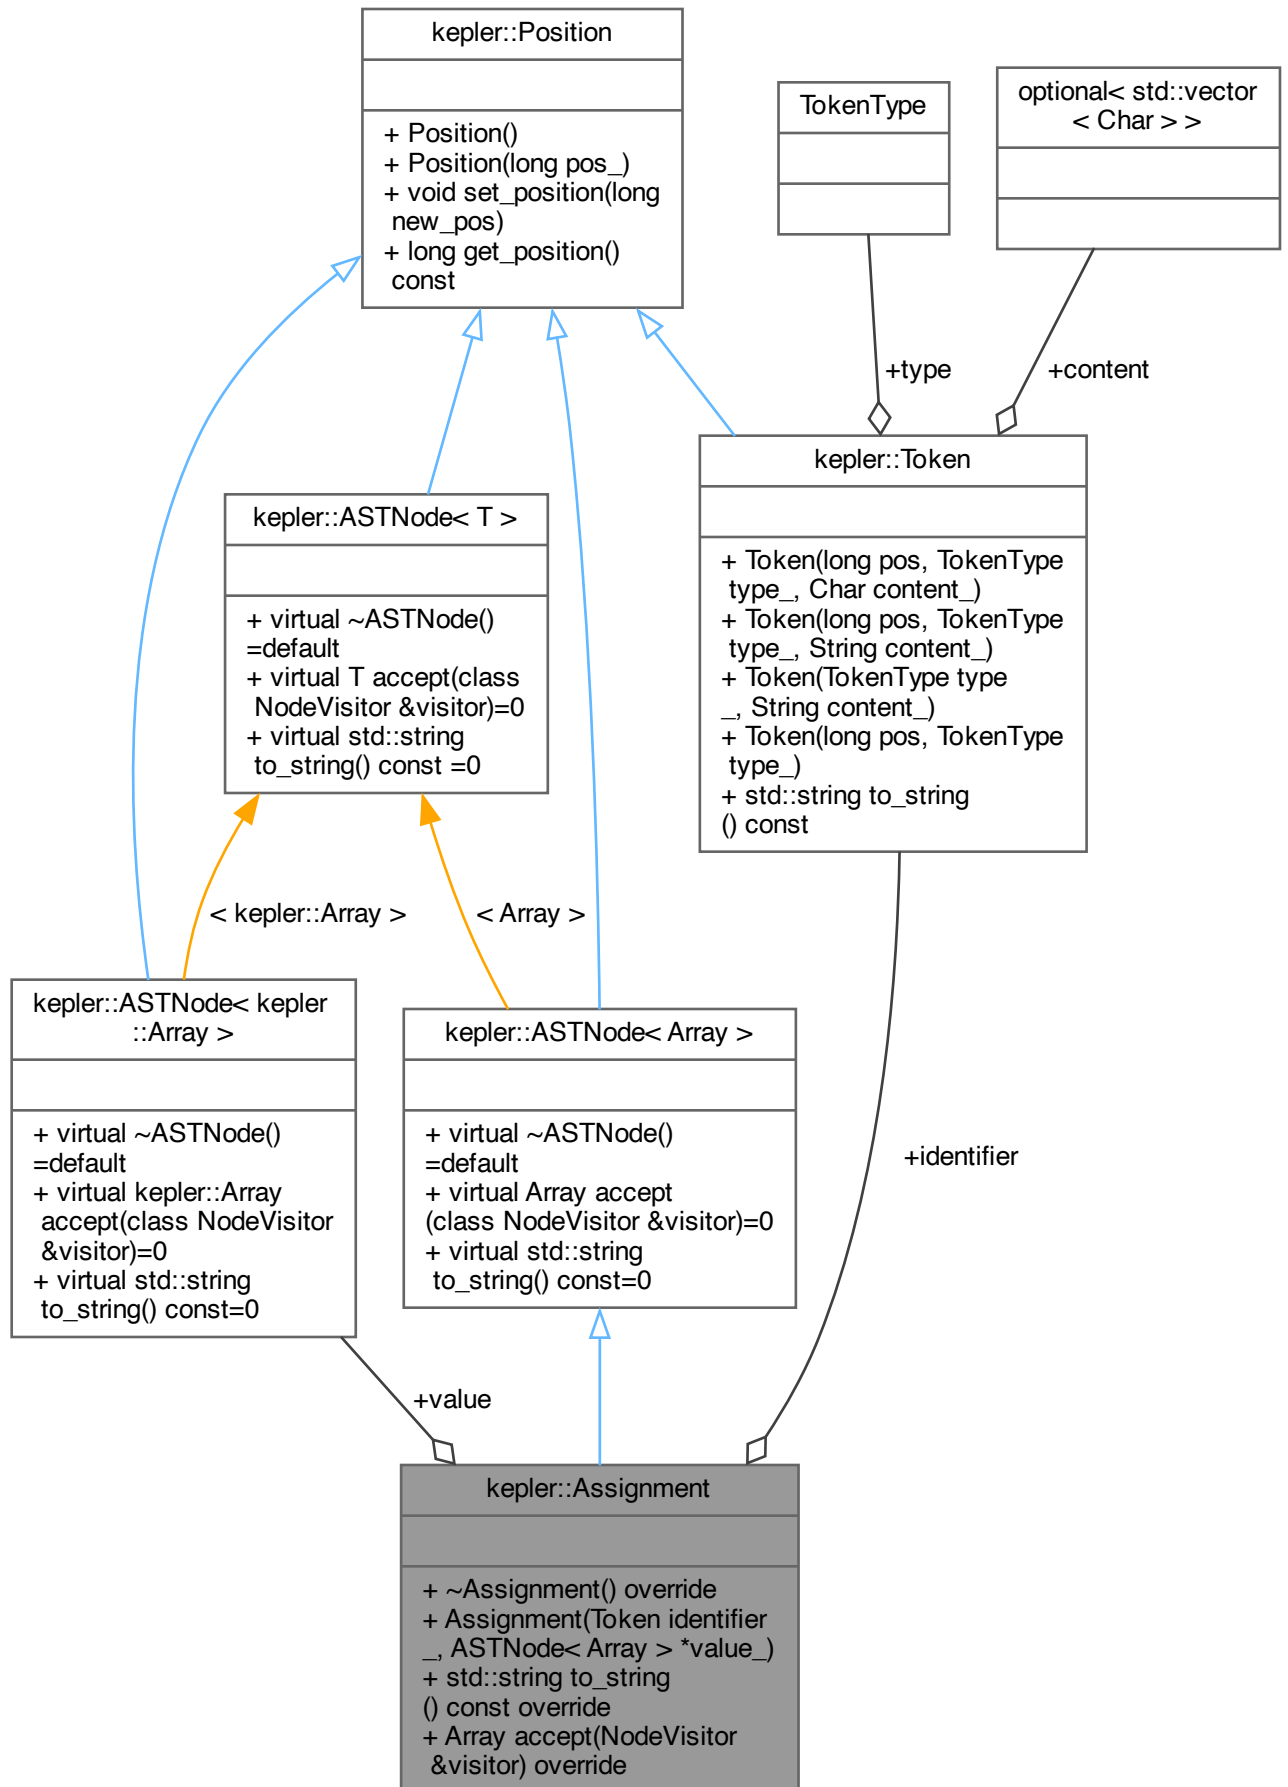 kepler::Position
+ Position()
+ Position(long pos_)
+ void set_position(long
new_pos)
+ long get_position()
const
TokenType
optional< std::vector
< Char > >
+type
+content
kepler::ASTNode< T >
+ virtual ~ASTNode()
=default
+ virtual T accept(class
NodeVisitor &visitor)=0
+ virtual std::string
to_string() const =0
kepler::Token
+ Token(long pos, TokenType
type_, Char content_)
+ Token(long pos, TokenType
type_, String content_)
+ Token(TokenType type
_, String content_)
+ Token(long pos, TokenType
type_)
+ std::string to_string
() const
< kepler::Array >
< Array >
kepler::ASTNode< kepler
::Array >
+ virtual ~ASTNode()
=default
+ virtual kepler::Array
accept(class NodeVisitor
&visitor)=0
+ virtual std::string
to_string() const=0
kepler::ASTNode< Array >
+ virtual ~ASTNode()
=default
+ virtual Array accept
(class NodeVisitor &visitor)=0
+ virtual std::string
to_string() const=0
+identifier
+value
kepler::Assignment
+ ~Assignment() override
+ Assignment(Token identifier
_, ASTNode< Array > *value_)
+ std::string to_string
() const override
+ Array accept(NodeVisitor
&visitor) override